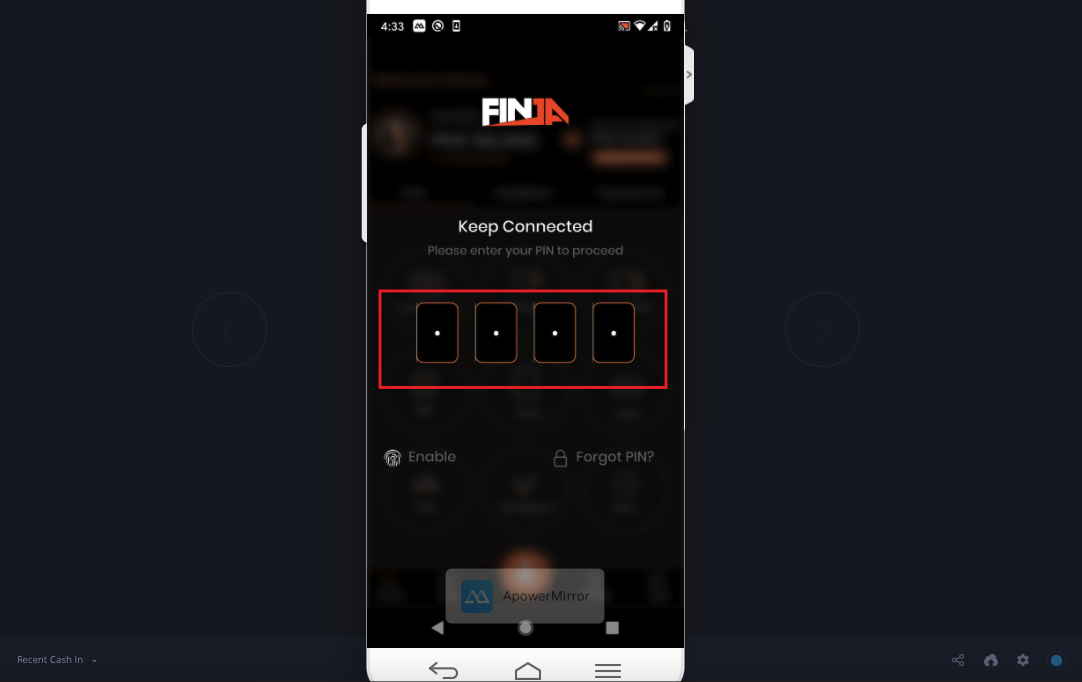 4:33
FINJA
Keep Connected
Please enter your PIN to proceed
Enable
Forgot PIN?
ApowerMirror
Recent Cash In